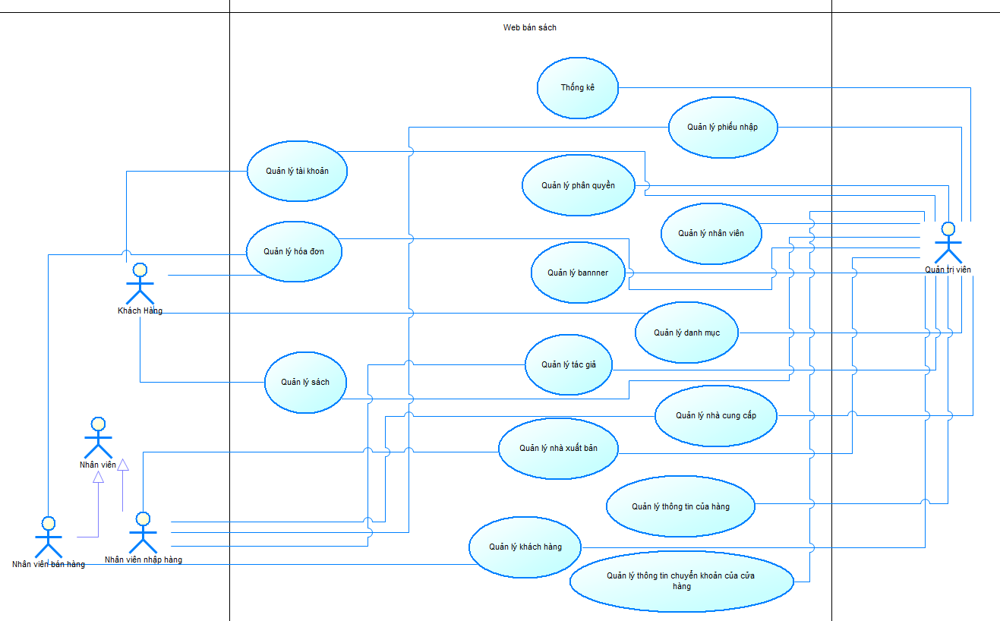 Web bán sách
Thống kê
Quản lý phiếu nhập
Quản lý tài khoản
Quản lý phân quyền
Quản lý nhân viên
Quản lý hóa đơn
Quản lý bannner
Quản trị viên
Khách Hàng
Quản lý danh mục
Quản lý tác giả
Quản lý sách
Quản lý nhà cung cấp
Quản lý nhà xuất bản
Nhân viên
Quản lý thông tin của hàng
Quản lý khách hàng
Nhân viên bán hàng
Nhân viên nhập hàng
Quản lý thông tin chuyển khoản của cửa
hàng